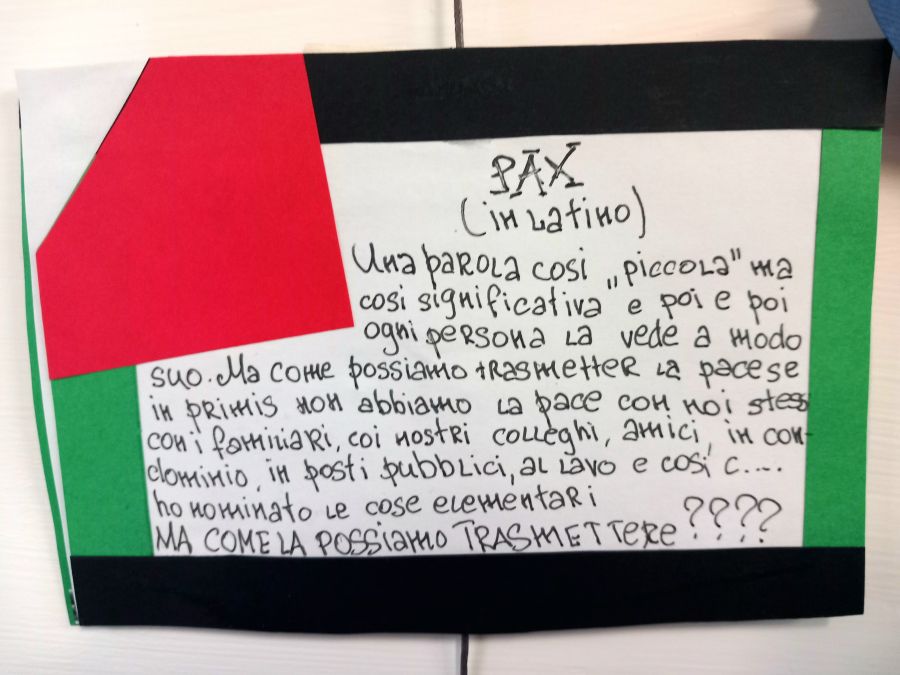 PAX
(in Latino)
Una parola così „piccola" ma
così significativa e poi e poi
ogni persona la vede a modo
suo. Ma come possiamo trasmetter la pace se
in primis non abbiamo la pace con noi stessi
con i familiari, coi nostri colleghi, amici, in con-
dominio, in posti pubblici, al lavo e così c....
ho nominato le cose elementari
MA COME LA POSSIAMO TRASMETTERE ????